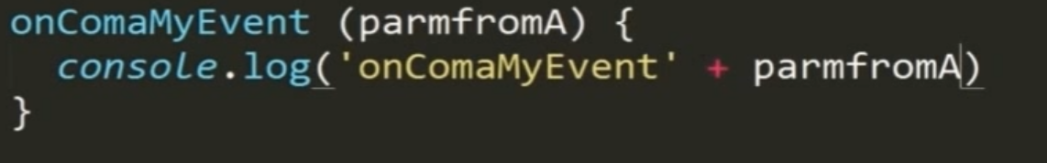 onComaMyEvent (parmfromA) {
  console.log('onComaMyEvent' + parmfromA)
}